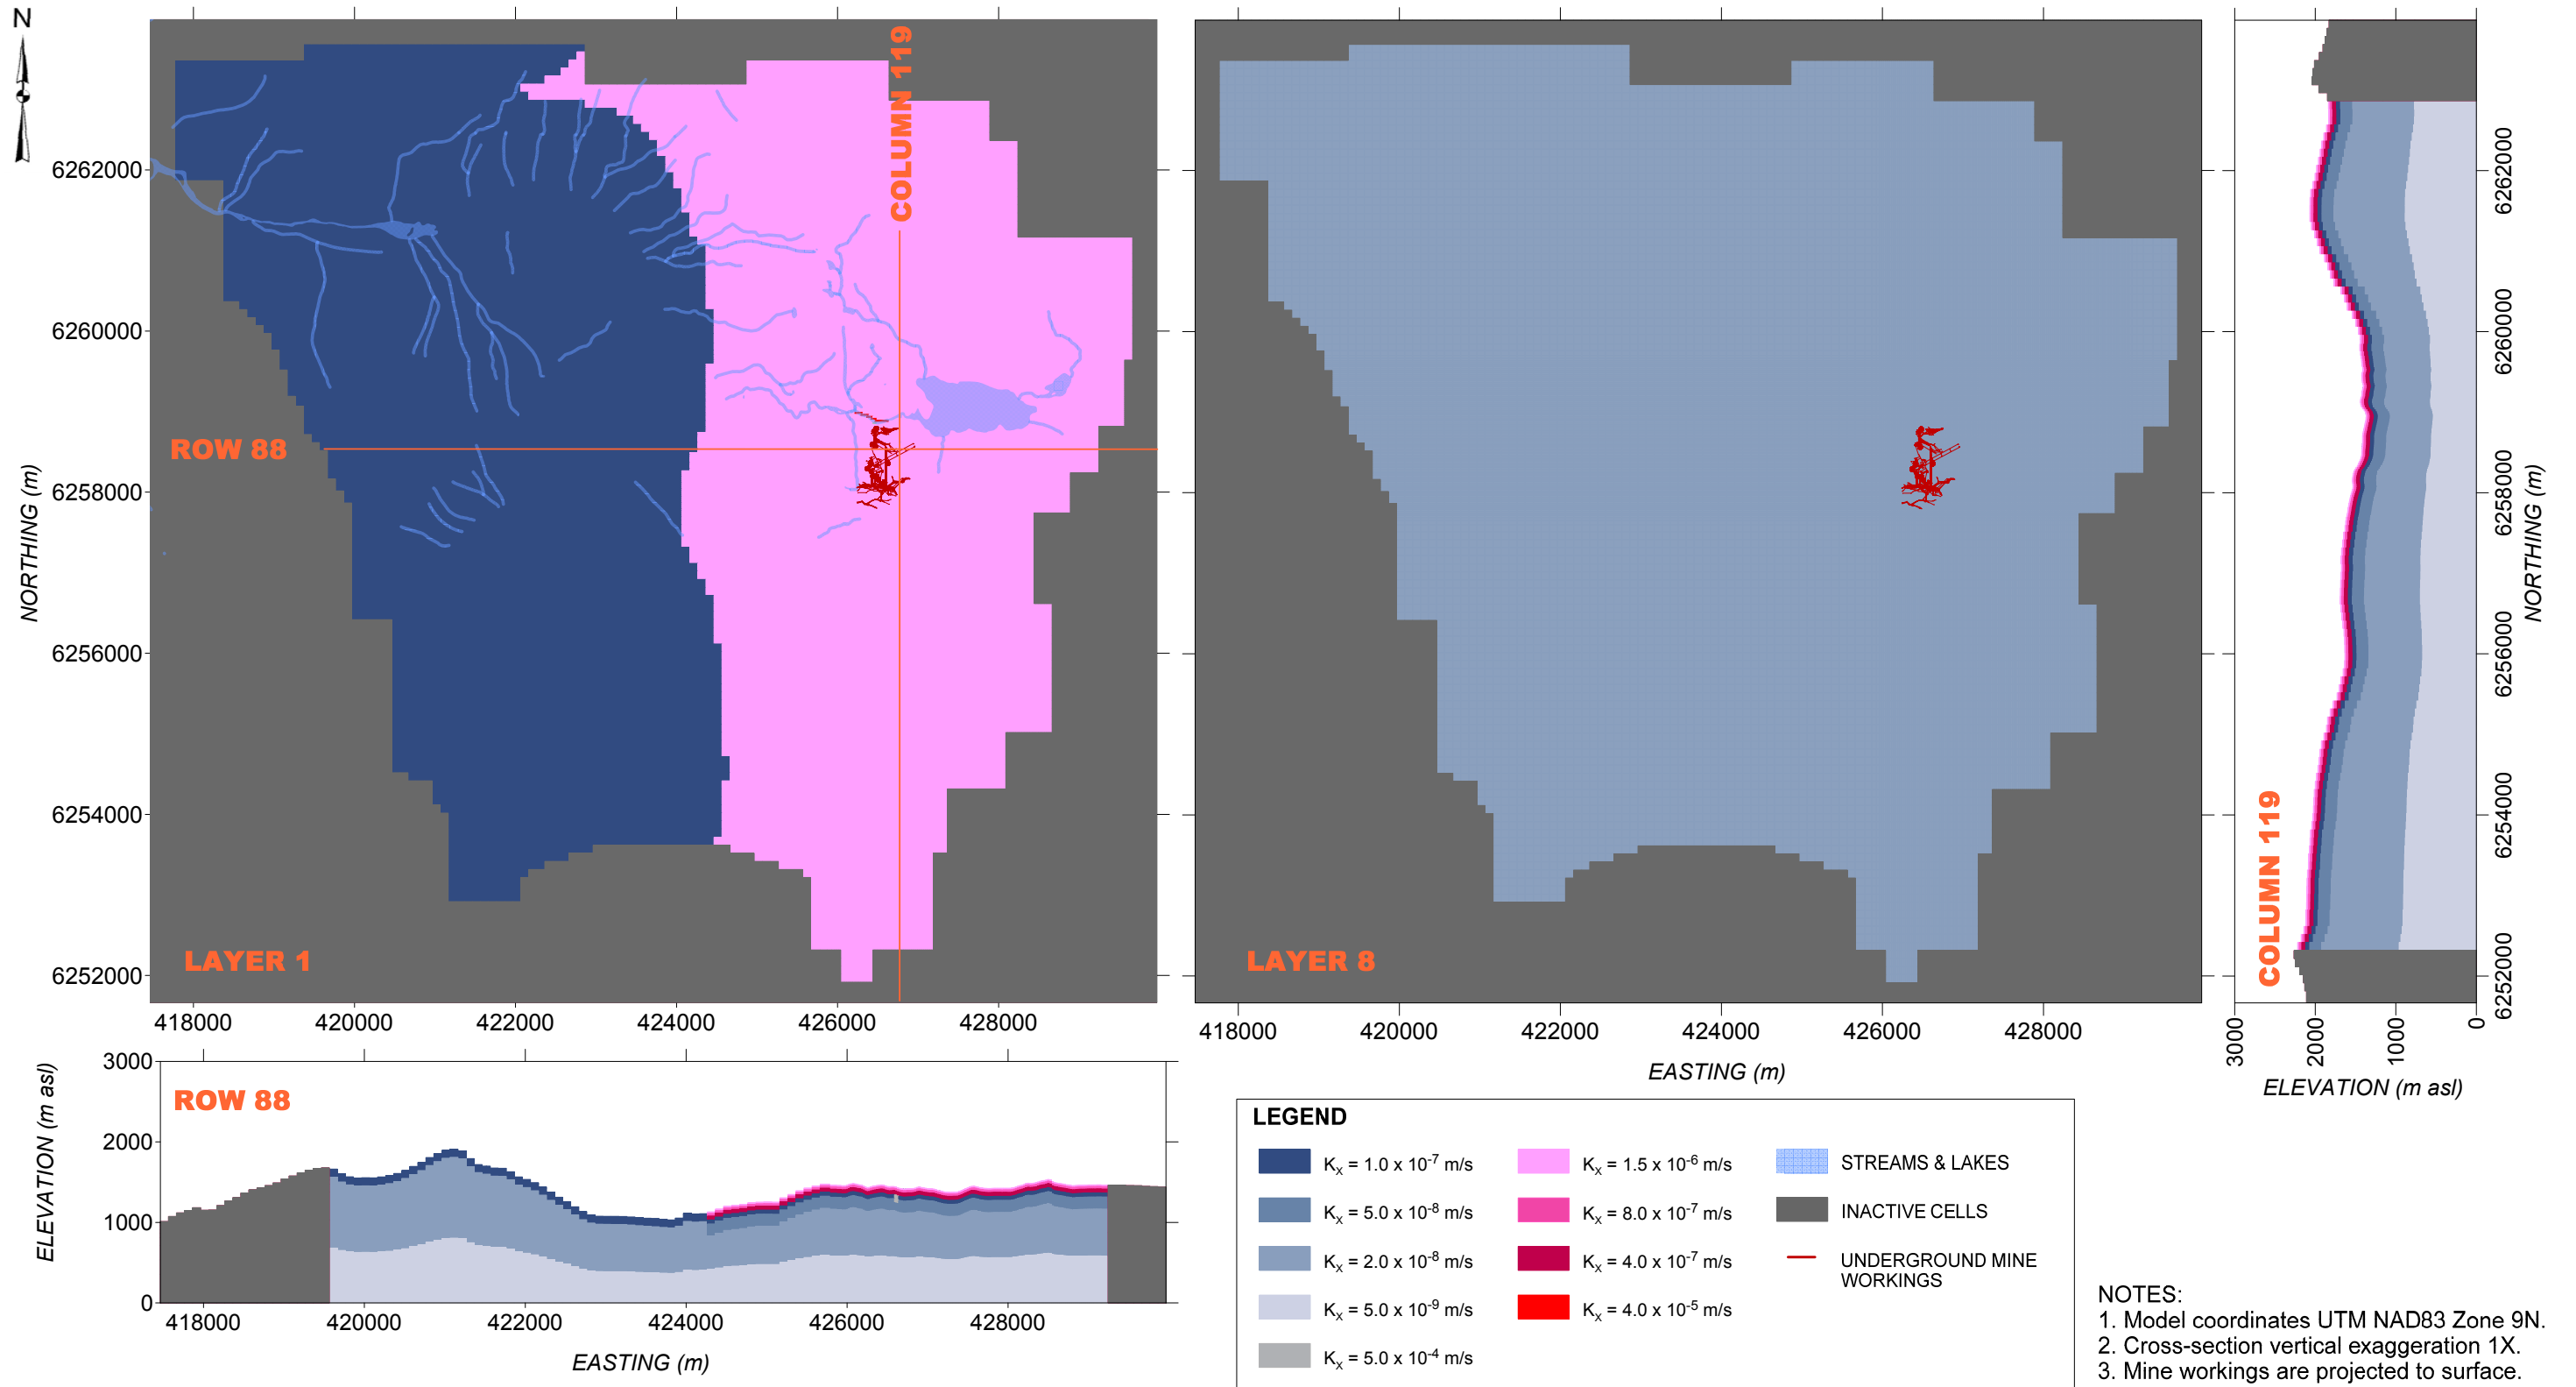 N
COLUMN 119
6262000
6260000
6258000
6256000
6254000
6252000
NORTHING (m)
ROW 88
LAYER 1
418000 420000 422000 424000 426000 428000
LAYER 8
418000 420000 422000 424000 426000 428000
EASTING (m)
COLUMN 119
6262000
6260000
6258000
6256000
6254000
6252000
NORTHING (m)
3000 2000 1000 0
ELEVATION (m asl)
ROW 88
3000
2000
1000
0
ELEVATION (m asl)
418000 420000 422000 424000 426000 428000
EASTING (m)
LEGEND
Kx = 1.0 x 10-7 m/s
Kx = 5.0 x 10-8 m/s
Kx = 2.0 x 10-8 m/s
Kx = 5.0 x 10-9 m/s
Kx = 5.0 x 10-4 m/s
Kx = 1.5 x 10-6 m/s
Kx = 8.0 x 10-7 m/s
Kx = 4.0 x 10-7 m/s
Kx = 4.0 x 10-5 m/s
STREAMS & LAKES
INACTIVE CELLS
UNDERGROUND MINE
WORKINGS
NOTES:
1. Model coordinates UTM NAD83 Zone 9N.
2. Cross-section vertical exaggeration 1X.
3. Mine workings are projected to surface.